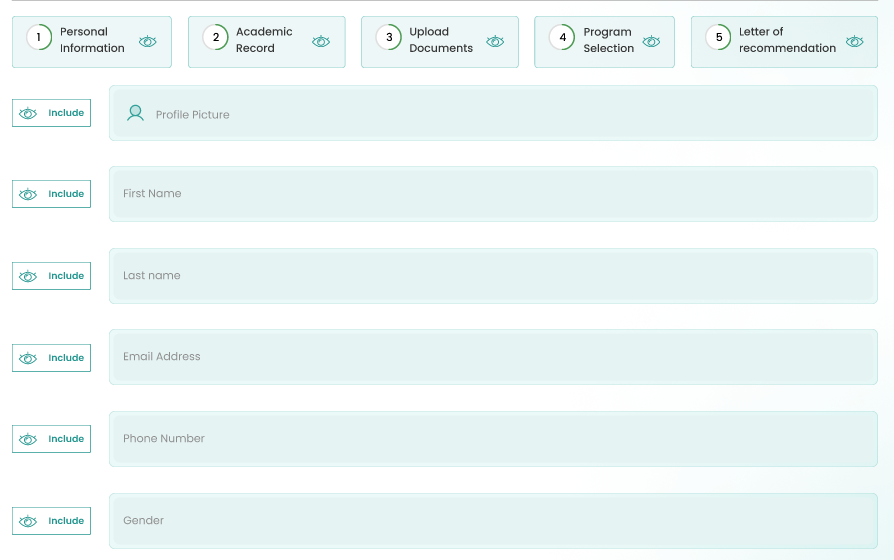 1 Personal Information
2 Academic Record
3 Upload Documents
4 Program Selection
5 Letter of recommendation
Include
Profile Picture
Include
First Name
Include
Last name
Include
Email Address
Include
Phone Number
Include
Gender